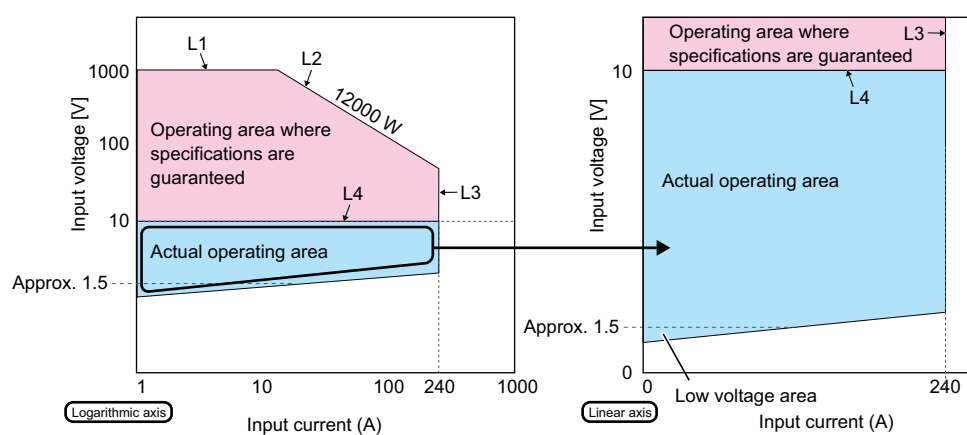 L1
L2
1000
12000 W
Input voltage [V]
Operating area where
specifications are
guaranteed
100
L3
L4
10
Actual operating area
Approx. 1.5
1
10
100
240
1000
Logarithmic axis
Input current (A)
Operating area where
specifications are guaranteed
L3
10
L4
Input voltage [V]
Actual operating area
Approx. 1.5
0
0
Low voltage area
240
Linear axis
Input current (A)